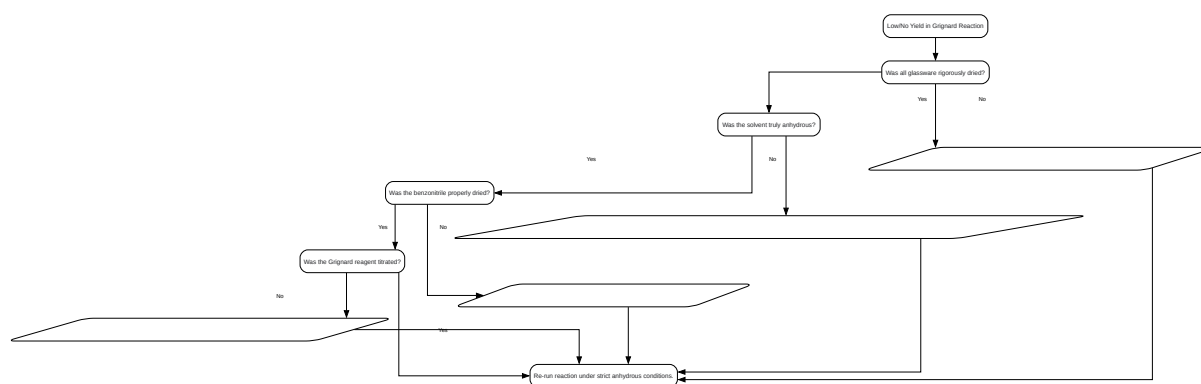 Low/No Yield in Grignard Reaction
Was all glassware rigorously dried?
Yes
No
Was the solvent truly anhydrous?
Yes
No
Was the benzonitrile properly dried?
Yes
No
Was the Grignard reagent titrated?
No
Yes
Re-run reaction under strict anhydrous conditions.